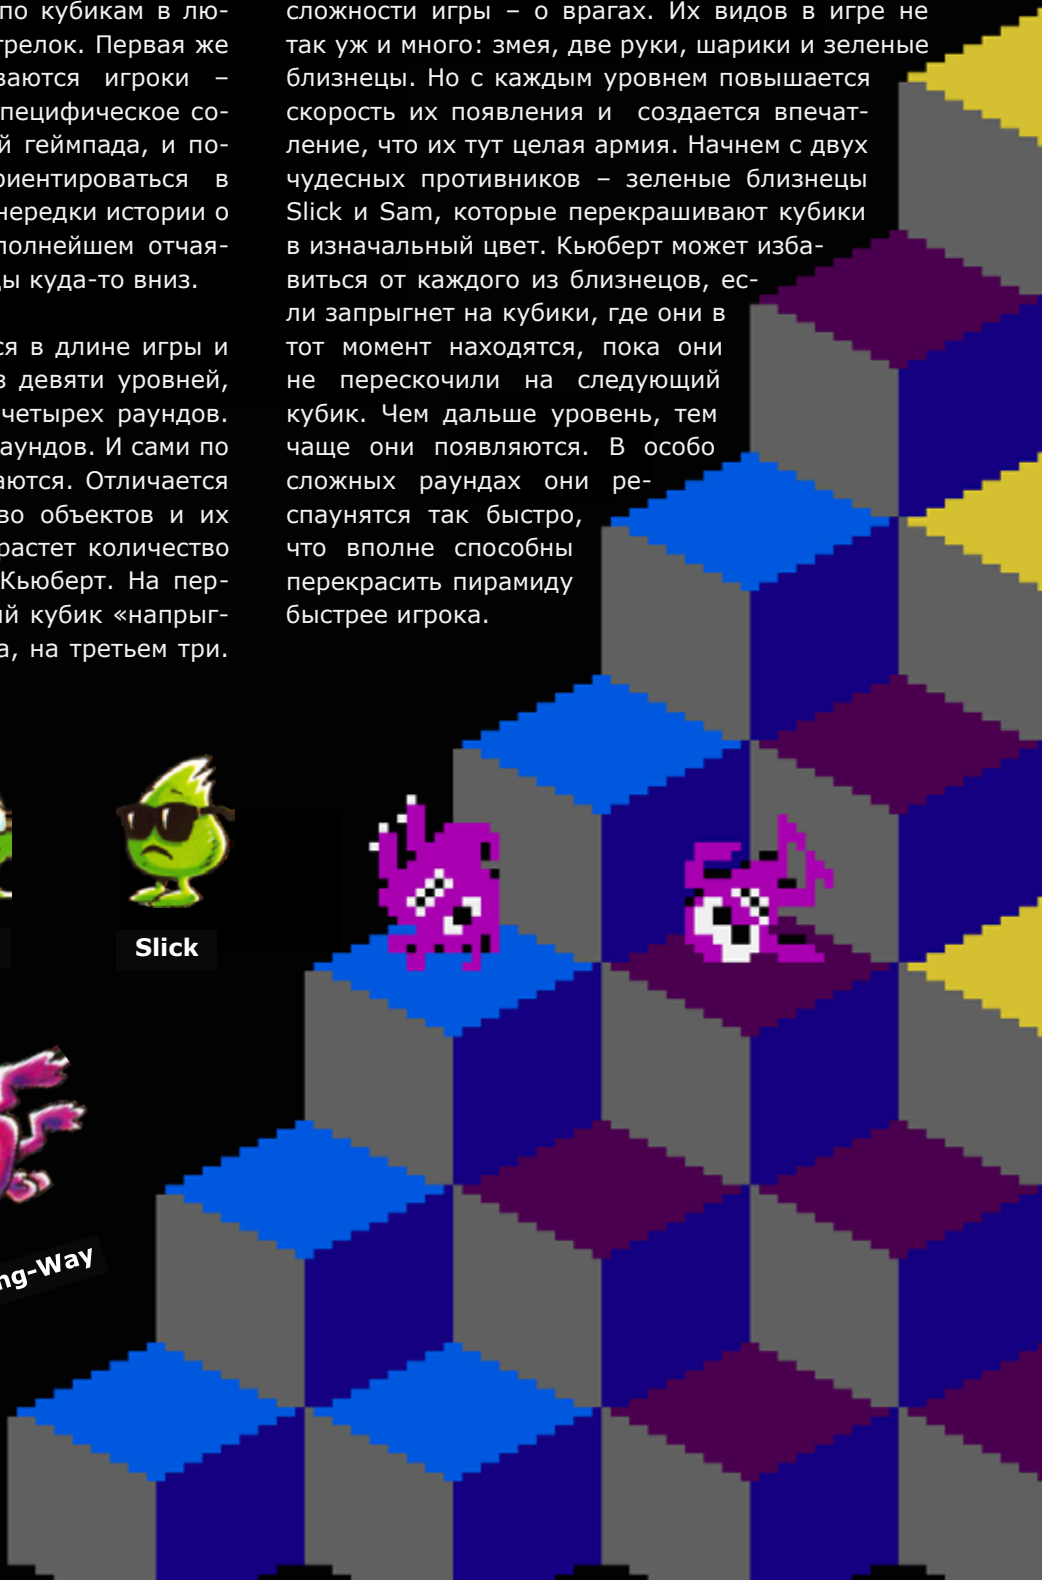 по кубикам в лю-
трелок. Первая же
ваются игроки –
пецифическое со-
й геймпада, и по-
риентироваться в
нередки истории о
полнейшем отчая-
ды куда-то вниз.
ся в длине игры и
з девяти уровней,
четырех раундов.
аундов. И сами по
аются. Отличается
во объектов и их
растет количество
Кьюберт. На пер-
ий кубик «напрыг-
а, на третьем три.
сложности игры – о врагах. Их видов в игре не
так уж и много: змея, две руки, шарики и зеленые
близнецы. Но с каждым уровнем повышается
скорость их появления и создается впечат-
ление, что их тут целая армия. Начнем с двух
чудесных противников – зеленые близнецы
Slick и Sam, которые перекрашивают кубики
в изначальный цвет. Кьюберт может изба-
виться от каждого из близнецов, ес-
ли запрыгнет на кубики, где они в
тот момент находятся, пока они
не перескочили на следующий
кубик. Чем дальше уровень, тем
чаще они появляются. В особо
сложных раундах они ре-
спаунятся так быстро,
что вполне способны
перекрасить пирамиду
быстрее игрока.
Slick
ng-Way